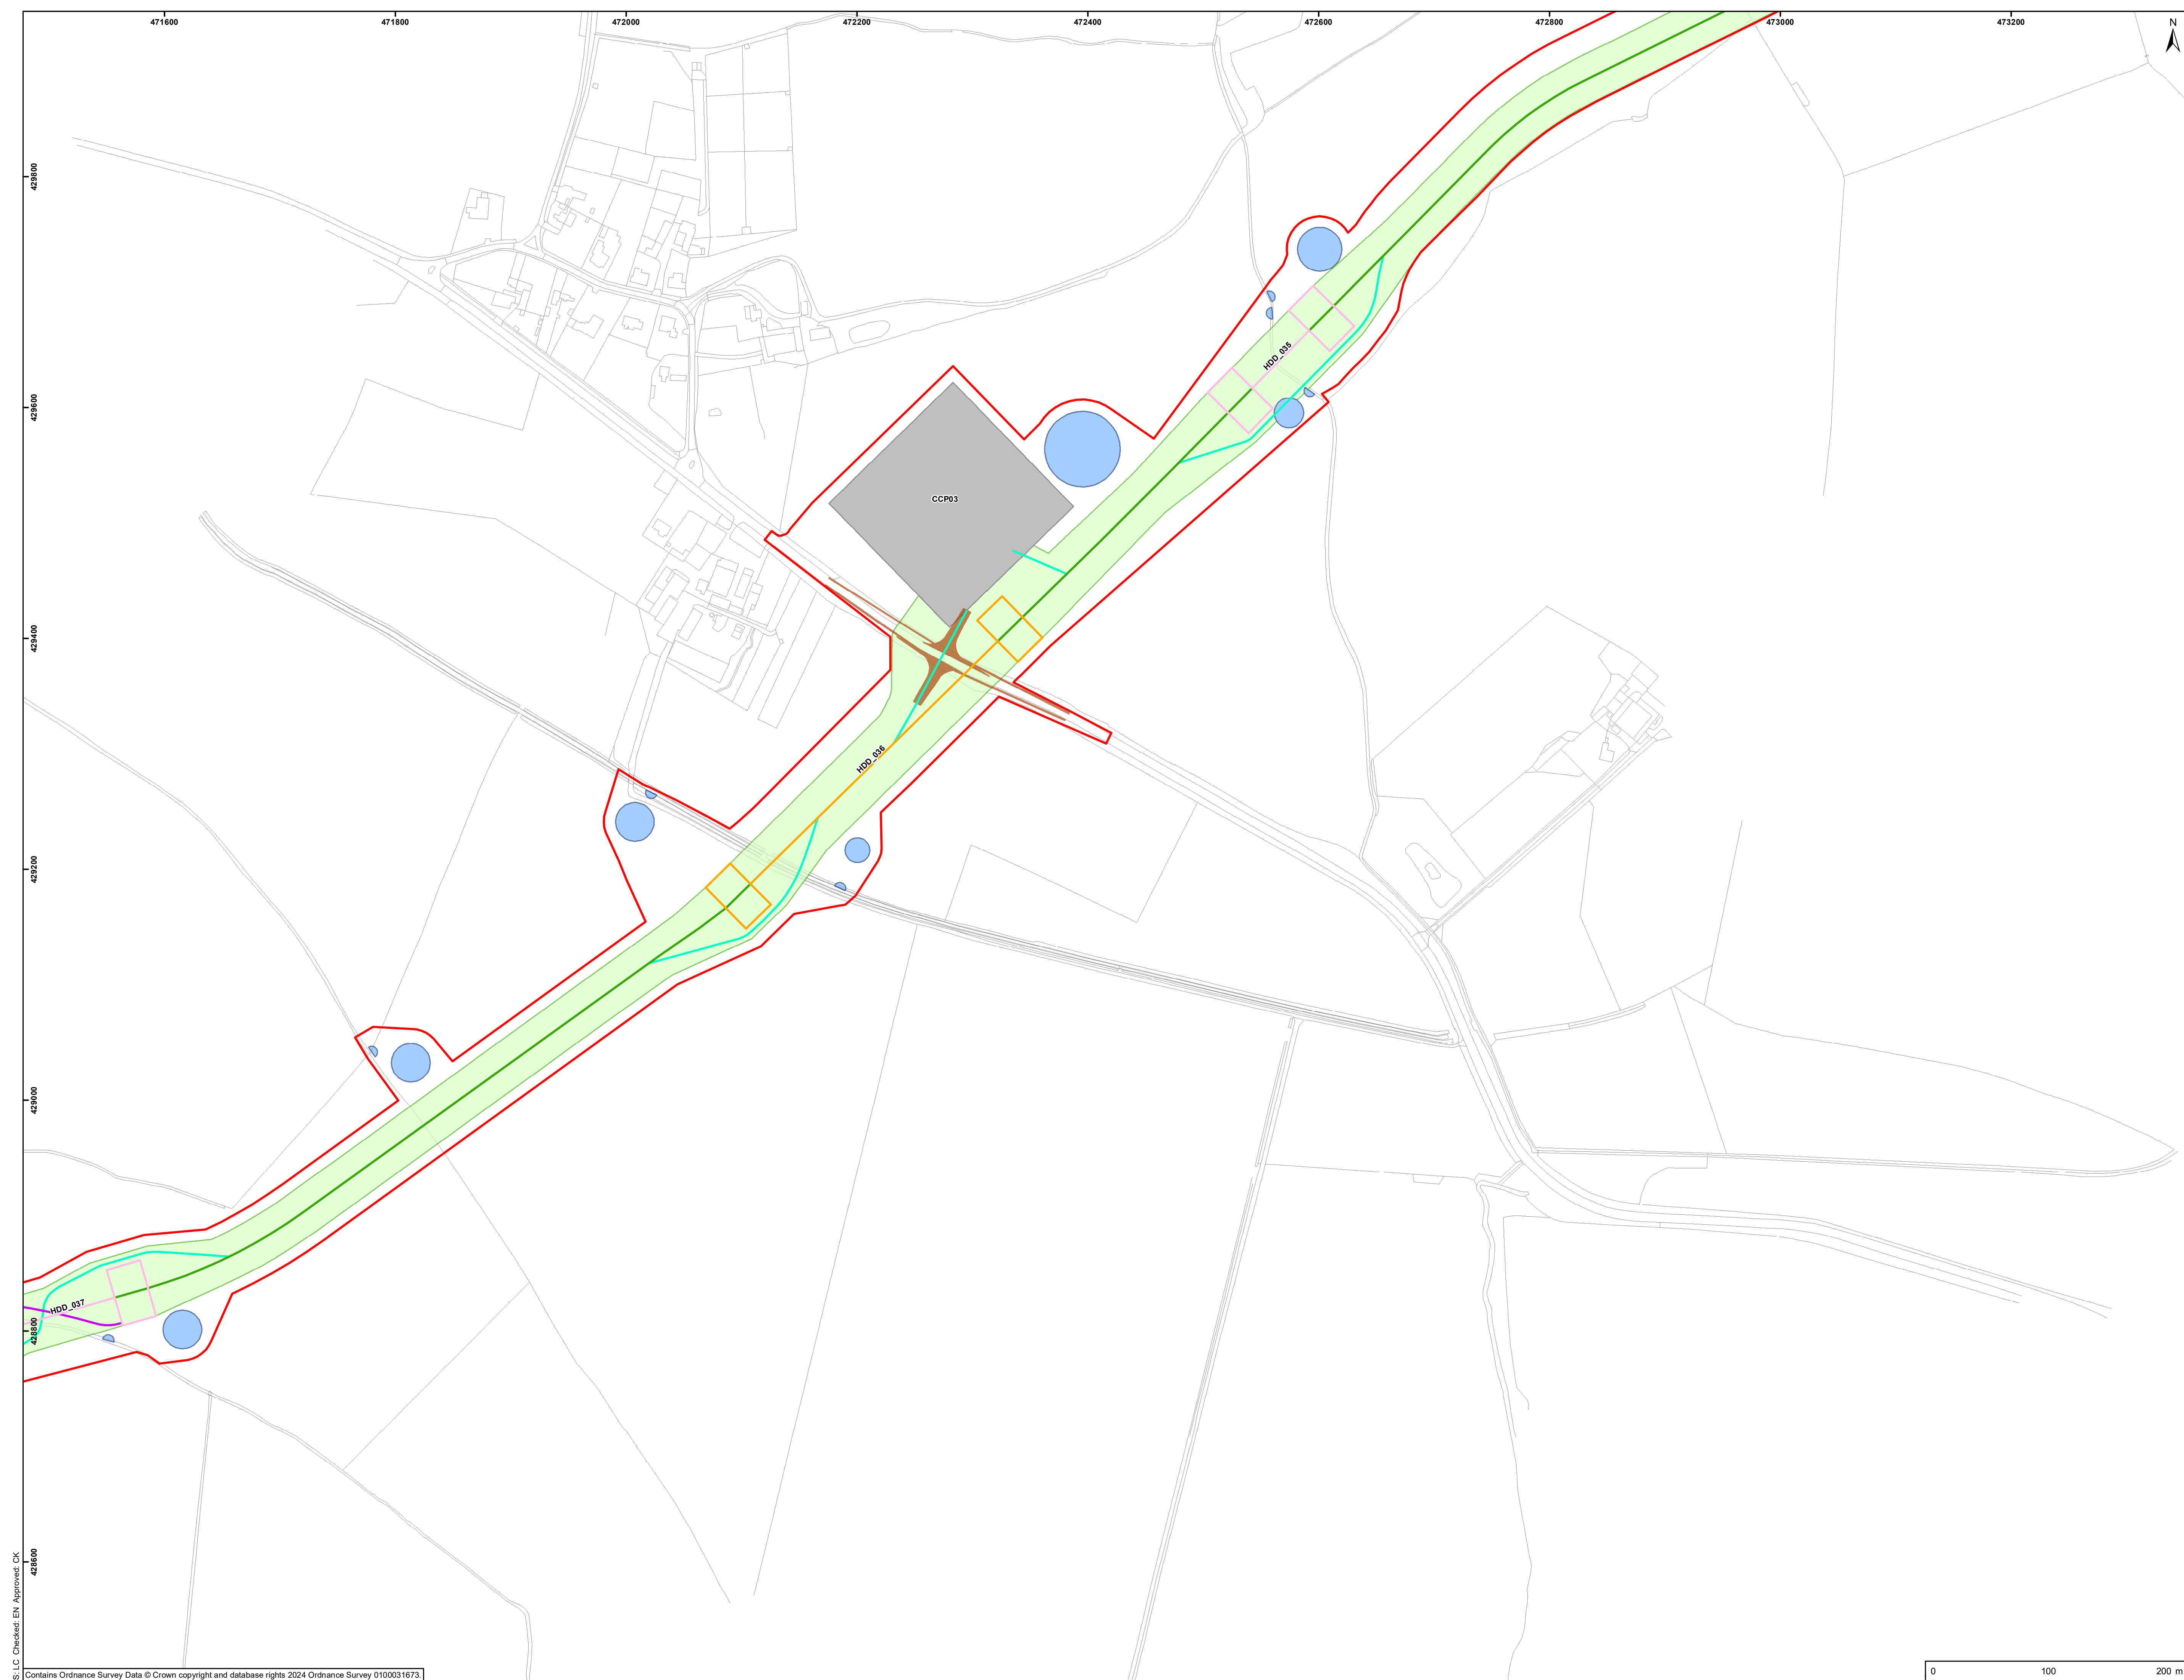 471600 471800 472000 472200 472400 472600 472800 473000 473200
N
429800
HDD_035
429600
CCP03
429400
HDD_036
429200
429000
HDD_037
428800
428600
S: LC Checked: EN Approved: CK
Contains Ordnance Survey Data © Crown copyright and database rights 2024 Ordnance Survey 0100031673.
0 100 200 m